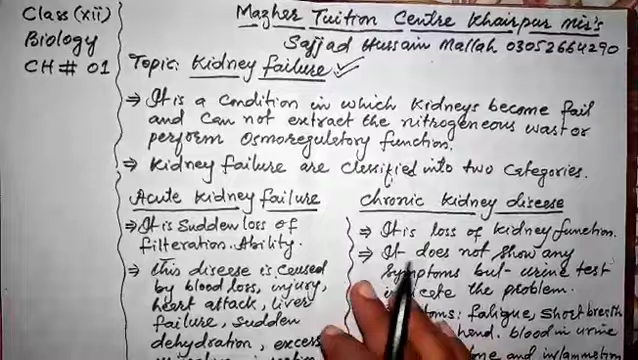 Class (xii)
Biology
CH # 01
Mazher Tuition Centre Khairpur Mir's
Sajjad Hussain Mallah 03052664290
Topic: Kidney failure
⇒ It is a condition in which kidneys become fail
and can not extract the nitrogeneous wast or
perform Osmoregulatory function.
⇒ Kidney failure are classified into two Categories.
Acute Kidney failure
⇒ It is Sudden loss of
filteration Ability.
⇒ this disease is caused
by blood loss, injury,
heart attack, liver
failure, sudden
dehydration, excess
Chronic Kidney disease
⇒ It is loss of kidney function.
⇒ It does not show any
symptoms but urine test
the problem.
fatigue, short breath
hand, blood in urine
and inflammation